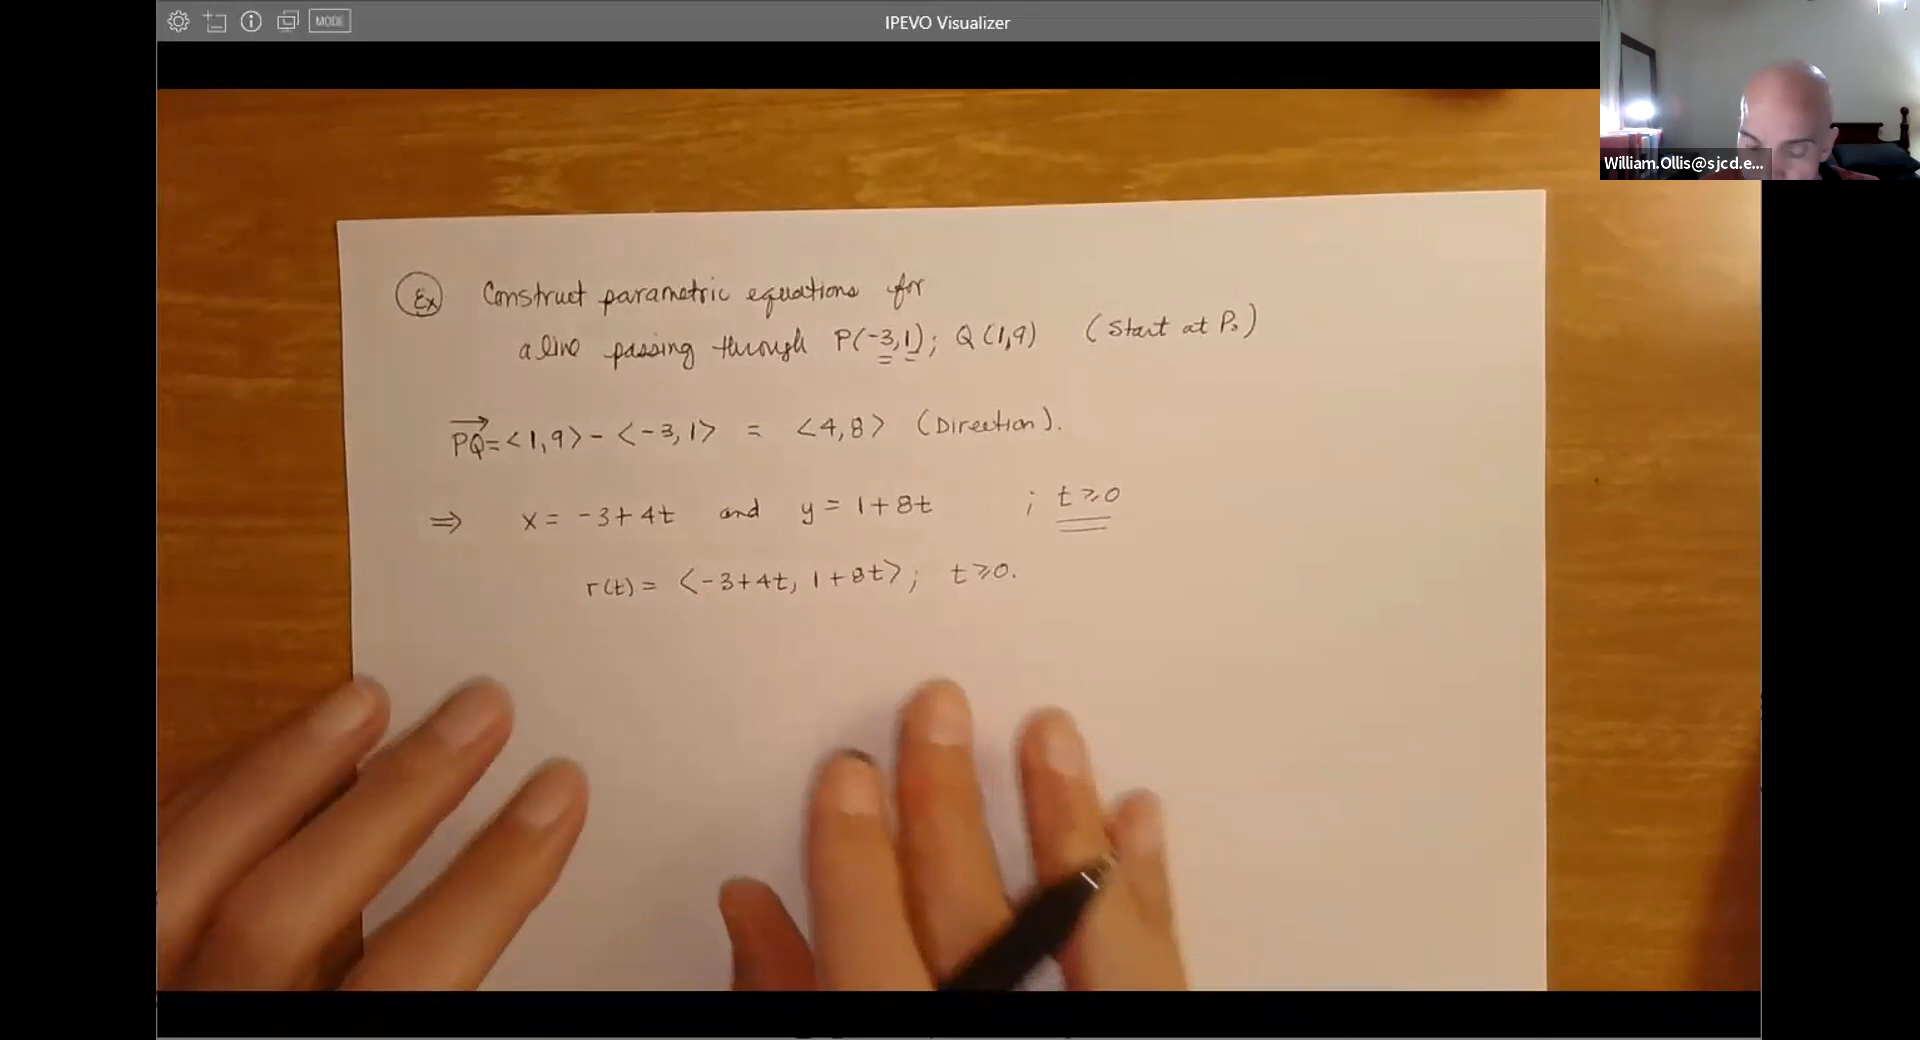 MODE
IPEVO Visualizer
William.Ollis@sjcd.e...
Ex Construct parametric equations for
a line passing through P(-3,1); Q(1,9) (Start at P.)
PQ=<1,9> - <-3,1> = <4,8> (Direction).
⇒ x = -3+4t and y = 1+8t ; t≥0
r(t) = <-3+4t, 1+8t>; t≥0.